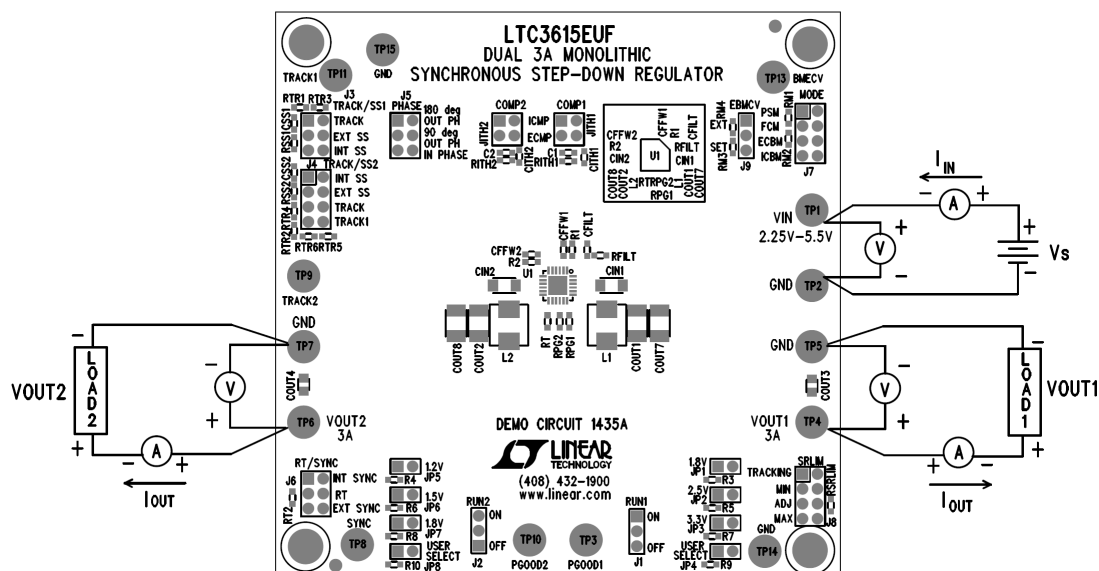 LTC3615EUF
DUAL 3A MONOLITHIC
SYNCHRONOUS STEP-DOWN REGULATOR
TRACK1
TP11
TP15
GND
TP13
BMECV
RTR1 RTR3
J3
TRACK/SS1
TRACK
EXT SS
INT SS
CSS1
RSS1
J4
TRACK/SS2
INT SS
EXT SS
TRACK
TRACK1
CSS2
RSS2
RTR4
RTR2
RTR6 RTR5
J5
PHASE
180 deg
OUT PH
90 deg
OUT PH
IN PHASE
COMP2
JITH2
C2
RITH2
CITH2
ICMP
ECMP
COMP1
JITH1
C1
RITH1
CITH1
CFFW1
R1
CFILT
CFFW2
R2
CIN2
RFILT
CIN1
U1
COUT8
COUT2
L2
RTRPG2
RPG1
L1
COUT1
COUT7
RM4
EBMCV
EXT
SET
RM3
J9
RM1
MODE
PSM
FCM
ECBM
ICBM
RM2
J7
TP1
VIN
2.25V-5.5V
GND
TP2
IIN
A
V
Vs
+
-
TP9
TRACK2
CFFW2
R2
U1
CFFW1
R1
CFILT
RFILT
CIN2
CIN1
COUT8
COUT2
L2
RT
RPG2
RPG1
L1
COUT1
COUT7
GND
TP7
COUT4
TP6
VOUT2
3A
VOUT2
LOAD2
V
A
IOUT
GND
TP5
COUT3
VOUT1
3A
TP4
V
A
LOAD1
VOUT1
IOUT
DEMO CIRCUIT 1435A
LINEAR
TECHNOLOGY
(408) 432-1900
www.linear.com
RT/SYNC
J6
INT SYNC
RT
EXT SYNC
RT2
SYNC
TP8
1.2V
JP5
R4
1.5V
JP6
R6
1.8V
JP7
R8
USER
SELECT
JP8
R10
RUN2
ON
OFF
J2
TP10
PGOOD2
TP3
PGOOD1
RUN1
ON
OFF
J1
1.8V
JP1
R3
2.5V
JP2
R5
3.3V
JP3
R7
USER
SELECT
JP4
R9
GND
TP14
SRLIM
TRACKING
MIN
ADJ
MAX
RSRLIM
J8